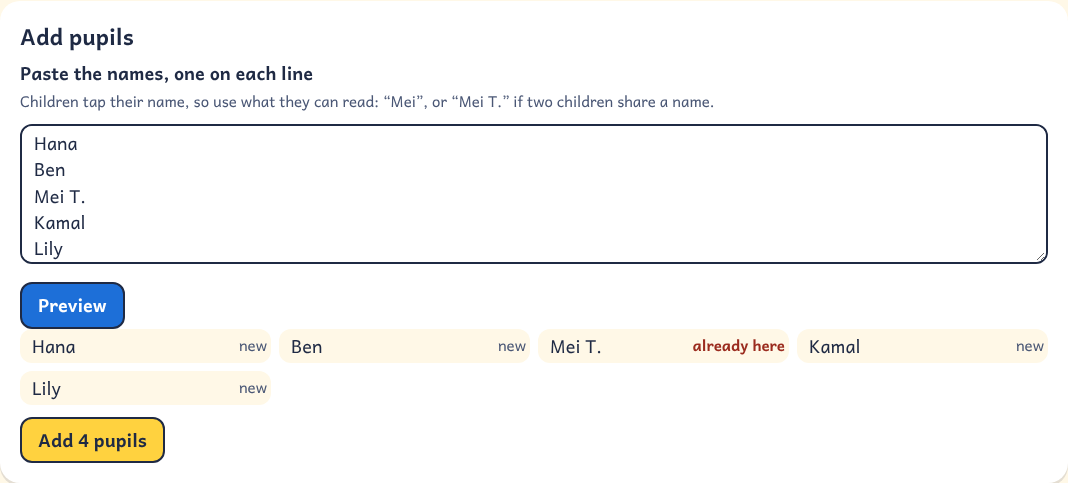 Add pupils
Paste the names, one on each line
Children tap their name, so use what they can read: “Mei”, or “Mei T.” if two children share a name.
Hana
Ben
Mei T.
Kamal
Lily
Preview
Hana new Ben new Mei T. already here Kamal new
Lily new
Add 4 pupils